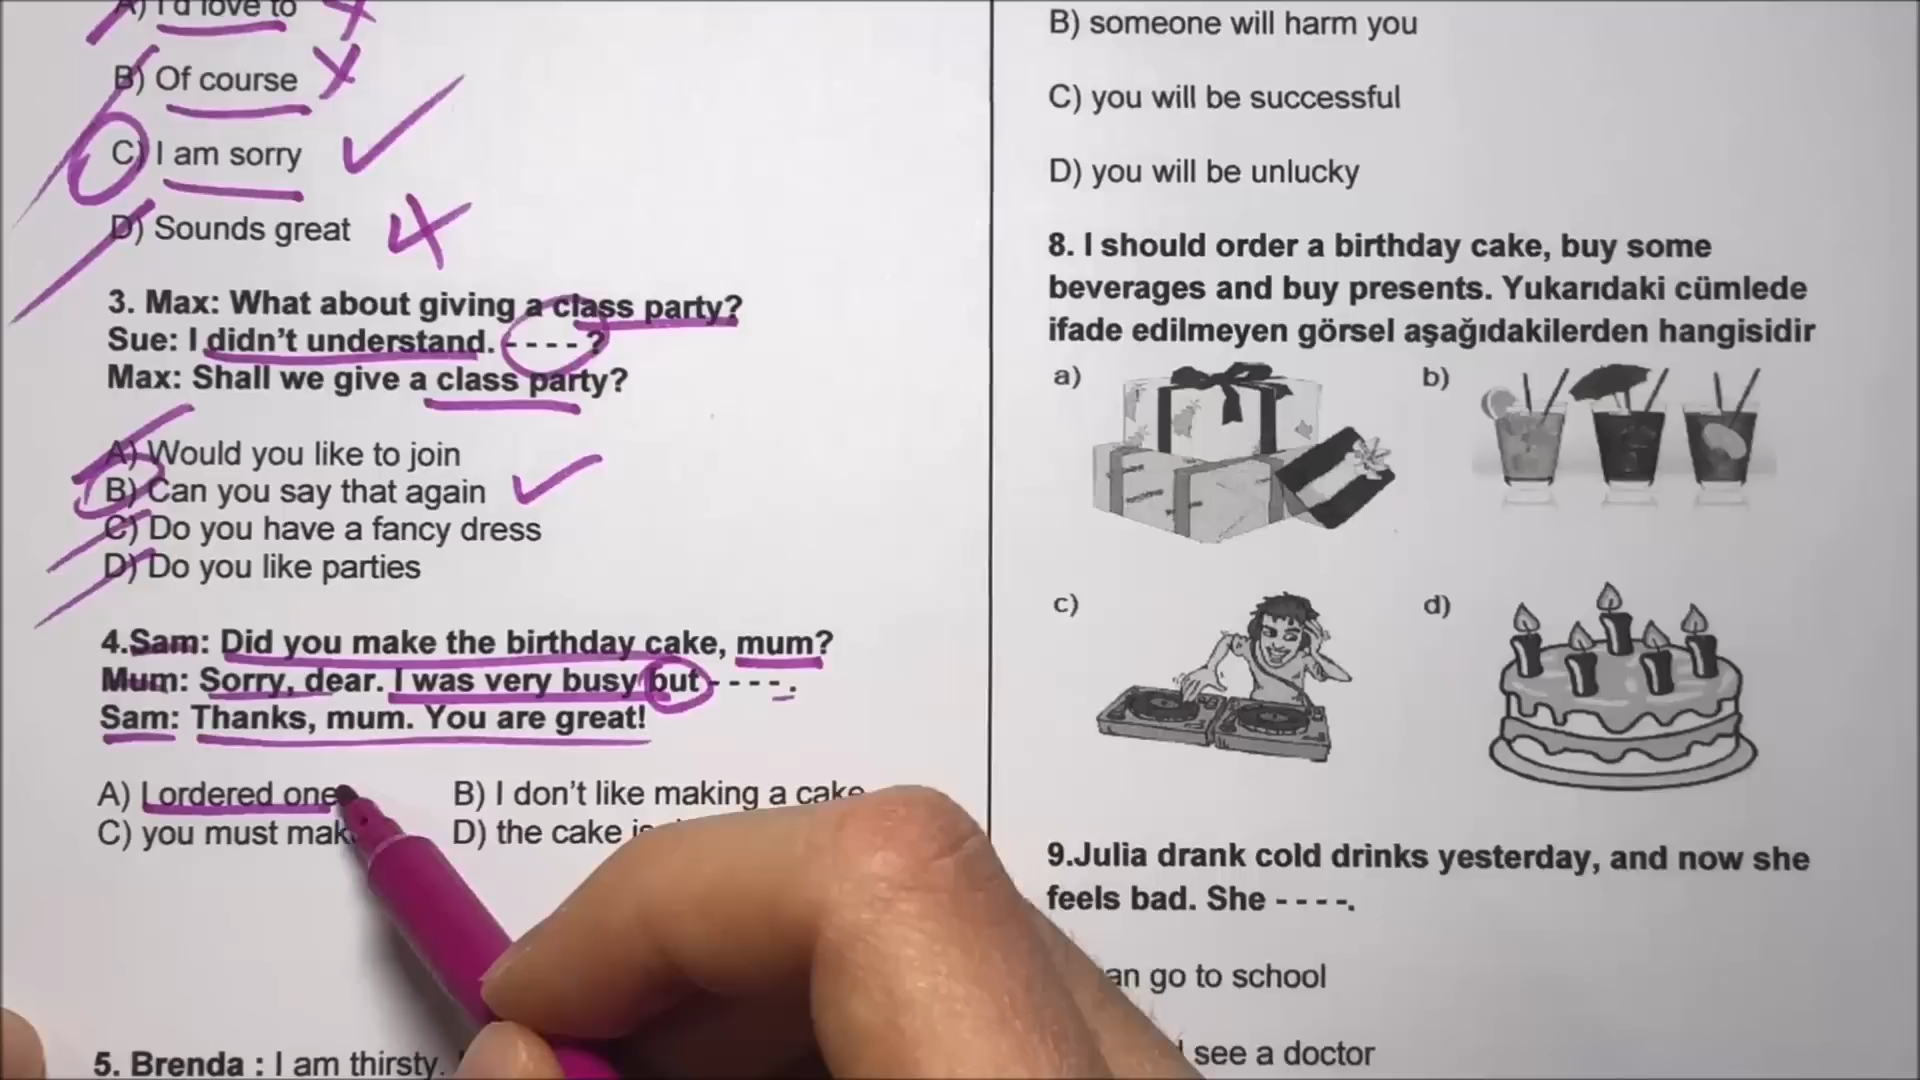 A) I'd love to
B) Of course
C) I am sorry
D) Sounds great
3. Max: What about giving a class party?
Sue: I didn't understand. - - - - ?
Max: Shall we give a class party?
A) Would you like to join
B) Can you say that again
C) Do you have a fancy dress
D) Do you like parties
4.Sam: Did you make the birthday cake, mum?
Mum: Sorry, dear. I was very busy but - - - - .
Sam: Thanks, mum. You are great!
A) I ordered one B) I don't like making a cake
C) you must D) the cake
5. Brenda : I am thirsty.
B) someone will harm you
C) you will be successful
D) you will be unlucky
8. I should order a birthday cake, buy some
beverages and buy presents. Yukarıdaki cümlede
ifade edilmeyen görsel aşağıdakilerden hangisidir
a) b)
c) d)
9.Julia drank cold drinks yesterday, and now she
feels bad. She - - - -.
go to school
see a doctor